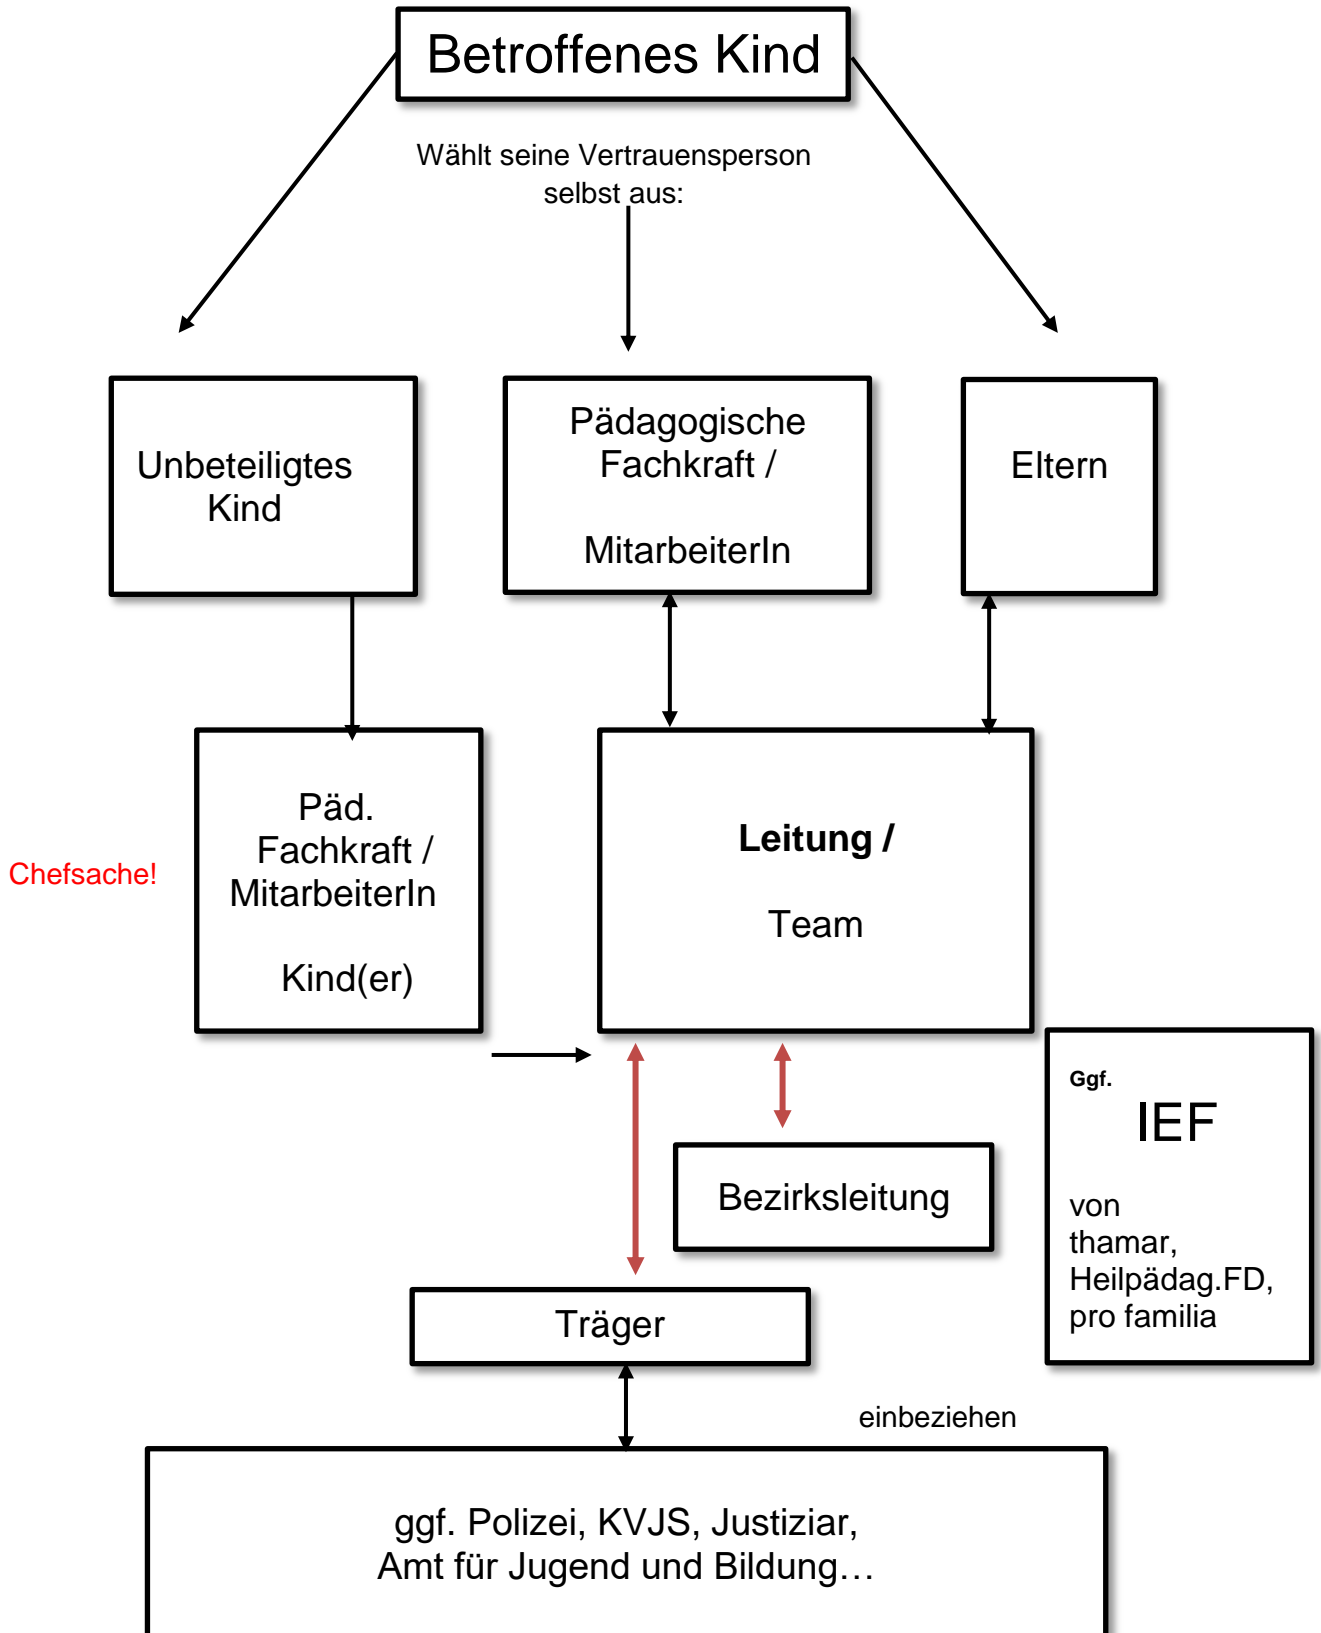 Betroffenes Kind
Wählt seine Vertrauensperson
selbst aus:
Unbeteiligtes
Kind
Pädagogische
Fachkraft /
MitarbeiterIn
Eltern
Chefsache!
Päd.
Fachkraft /
MitarbeiterIn
Kind(er)
Leitung /
Team
Ggf.
IEF
von
thamar,
Heilpädag.FD,
pro familia
Bezirksleitung
Träger
einbeziehen
ggf. Polizei, KVJS, Justiziar,
Amt für Jugend und Bildung…